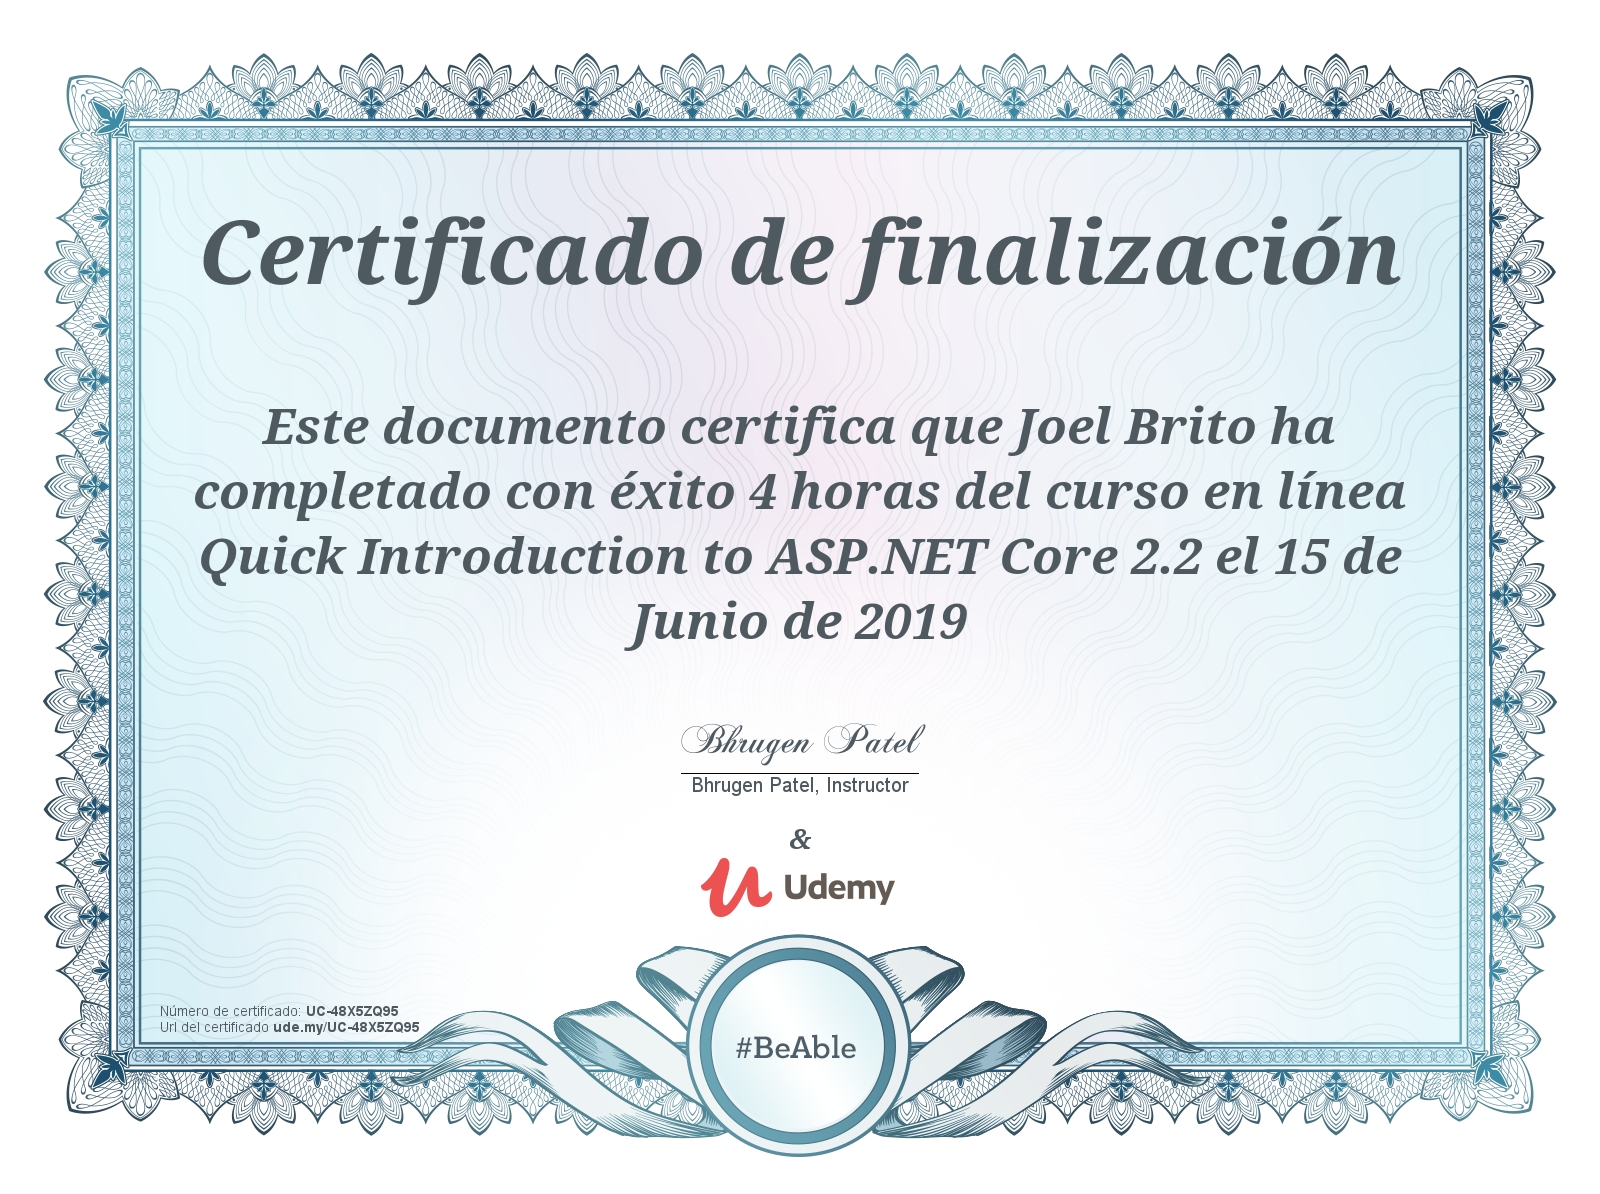 Certificado de finalización
Este documento certifica que Joel Brito ha
completado con éxito 4 horas del curso en línea
Quick Introduction to ASP.NET Core 2.2 el 15 de
Junio de 2019
Bhrugen Patel
Bhrugen Patel, Instructor
&
Udemy
Número de certificado: UC-48X5ZQ95
Url del certificado ude.my/UC-48X5ZQ95
#BeAble